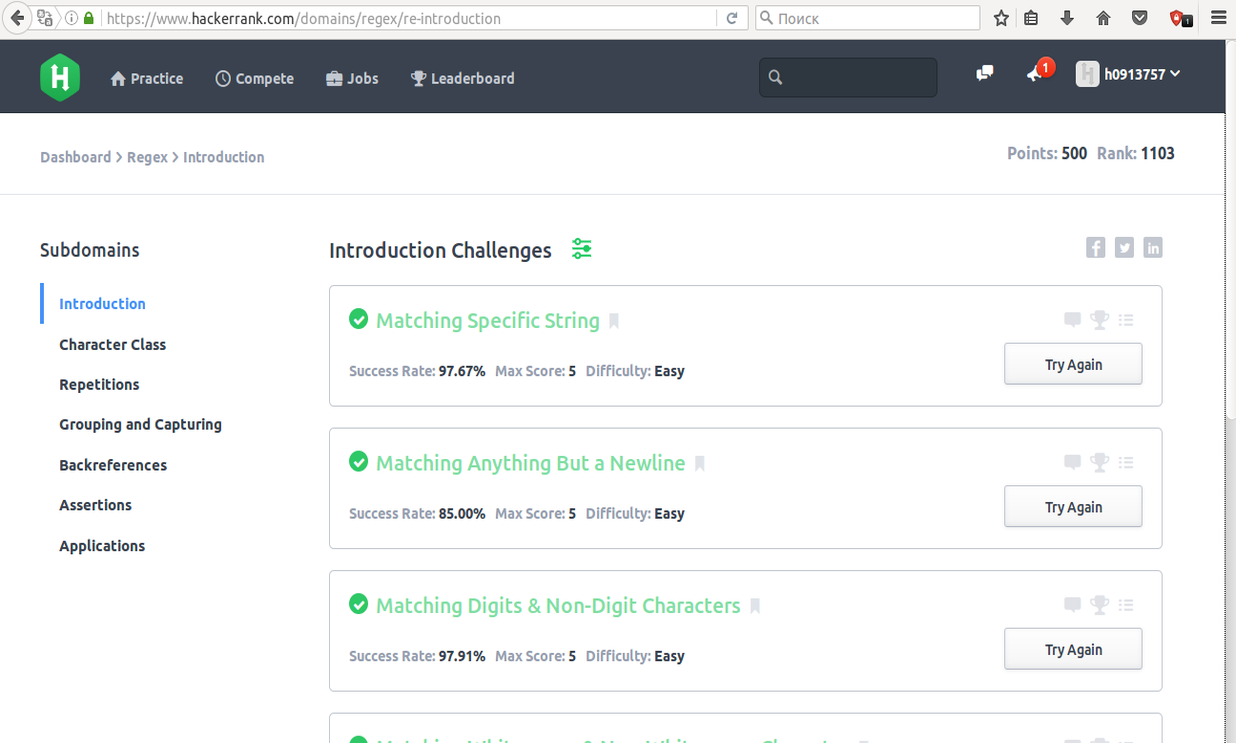 https://www.hackerrank.com/domains/regex/re-introduction
Поиск
1
H
Practice
Compete
Jobs
Leaderboard
1
h0913757
Dashboard > Regex > Introduction
Points: 500 Rank: 1103
Subdomains
Introduction
Character Class
Repetitions
Grouping and Capturing
Backreferences
Assertions
Applications
Introduction Challenges
f
in
Matching Specific String
Success Rate: 97.67% Max Score: 5 Difficulty: Easy
Try Again
Matching Anything But a Newline
Success Rate: 85.00% Max Score: 5 Difficulty: Easy
Try Again
Matching Digits & Non-Digit Characters
Success Rate: 97.91% Max Score: 5 Difficulty: Easy
Try Again